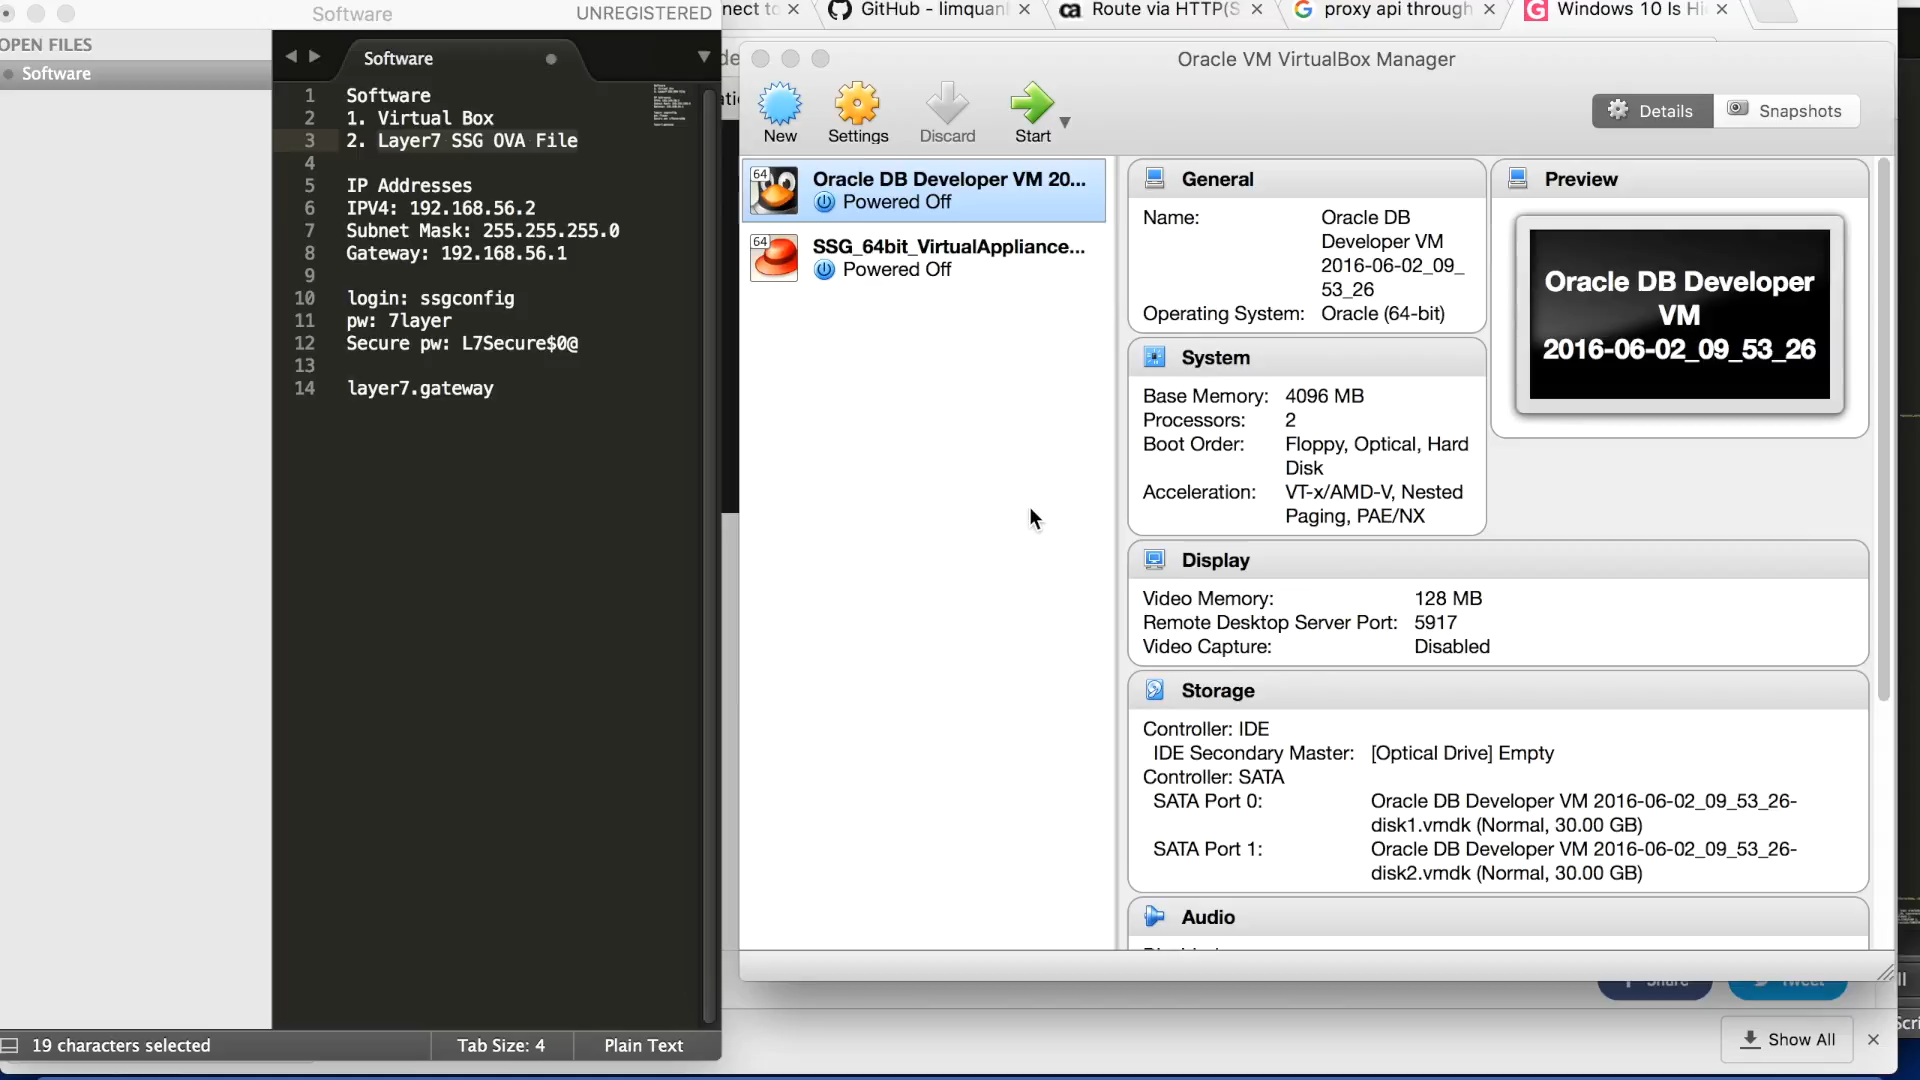 Software
UNREGISTERED
OPEN FILES
Software
Software
1 Software
2 1. Virtual Box
3 2. Layer7 SSG OVA File
4
5 IP Addresses
6 IPV4: 192.168.56.2
7 Subnet Mask: 255.255.255.0
8 Gateway: 192.168.56.1
9
10 login: ssgconfig
11 pw: 7layer
12 Secure pw: L7Secure$0@
13
14 layer7.gateway
19 characters selected
Tab Size: 4
Plain Text
nect to
GitHub - limquan
ca Route via HTTP(S
proxy api through
Windows 10 Is Hi
Oracle VM VirtualBox Manager
New
Settings
Discard
Start
Details
Snapshots
64
Oracle DB Developer VM 20...
Powered Off
64
SSG_64bit_VirtualAppliance...
Powered Off
General
Name: Oracle DB
Developer VM
2016-06-02_09_
53_26
Operating System: Oracle (64-bit)
Preview
Oracle DB Developer
VM
2016-06-02_09_53_26
System
Base Memory: 4096 MB
Processors: 2
Boot Order: Floppy, Optical, Hard
Disk
Acceleration: VT-x/AMD-V, Nested
Paging, PAE/NX
Display
Video Memory: 128 MB
Remote Desktop Server Port: 5917
Video Capture: Disabled
Storage
Controller: IDE
IDE Secondary Master: [Optical Drive] Empty
Controller: SATA
SATA Port 0: Oracle DB Developer VM 2016-06-02_09_53_26-
disk1.vmdk (Normal, 30.00 GB)
SATA Port 1: Oracle DB Developer VM 2016-06-02_09_53_26-
disk2.vmdk (Normal, 30.00 GB)
Audio
Share
Tweet
Show All